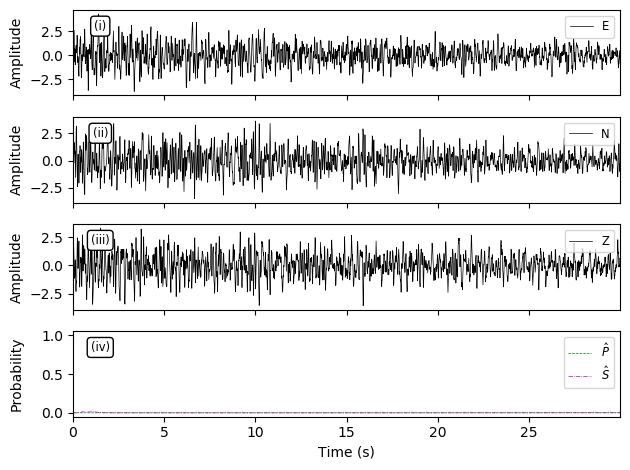 (i)
E
Amplitude
2.5
0.0
−2.5
(ii)
N
Amplitude
2.5
0.0
−2.5
(iii)
Z
Amplitude
2.5
0.0
−2.5
(iv)
P̂
Ŝ
Probability
1.0
0.5
0.0
0 5 10 15 20 25
Time (s)